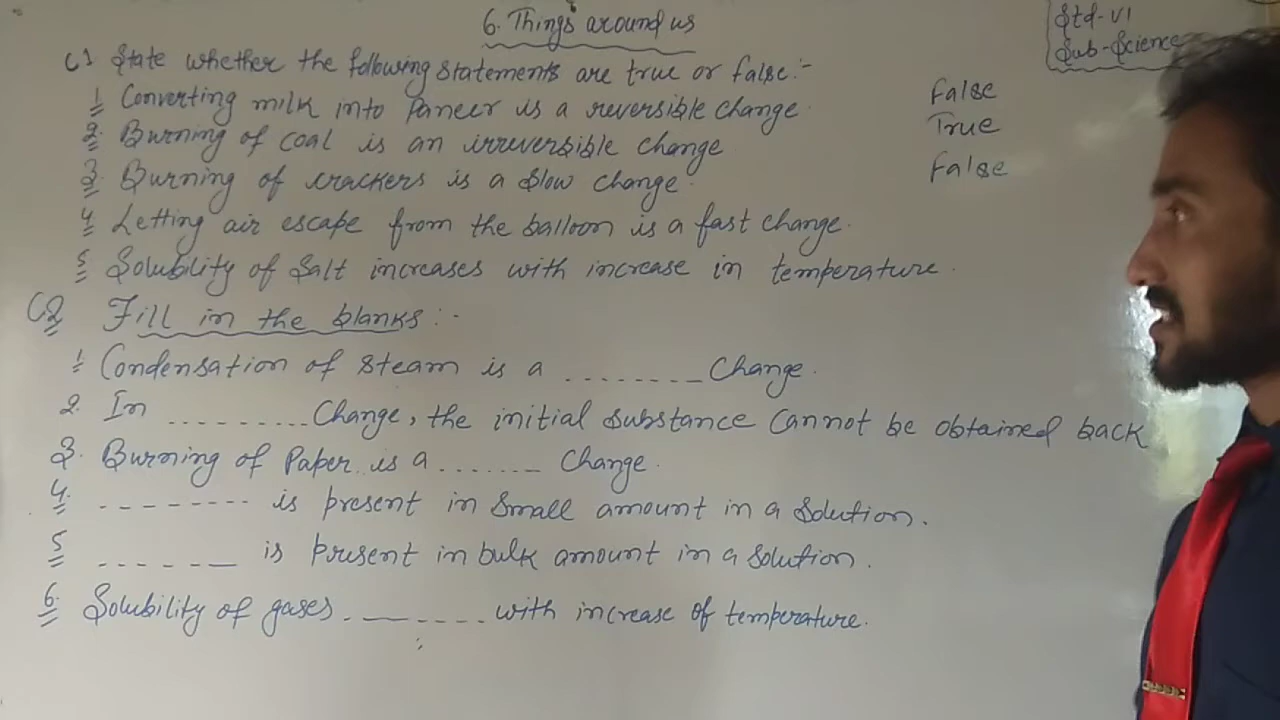 6. Things around us
Std-VI
Sub-Science
C1 State whether the following statements are true or false:-
1 Converting milk into Paneer is a reversible change. False
2. Burning of coal is an irreversible change True
3. Burning of crackers is a slow change. False
4 Letting air escape from the balloon is a fast change.
5 Solubility of Salt increases with increase in temperature.
C2 Fill in the blanks:-
1 Condensation of steam is a ........ Change.
2. In ......... Change, the initial substance cannot be obtained back
3. Burning of Paper is a ....... Change.
4. -------- is present in small amount in a solution.
5 ------ is present in bulk amount in a solution.
6. Solubility of gases -------- with increase of temperature.